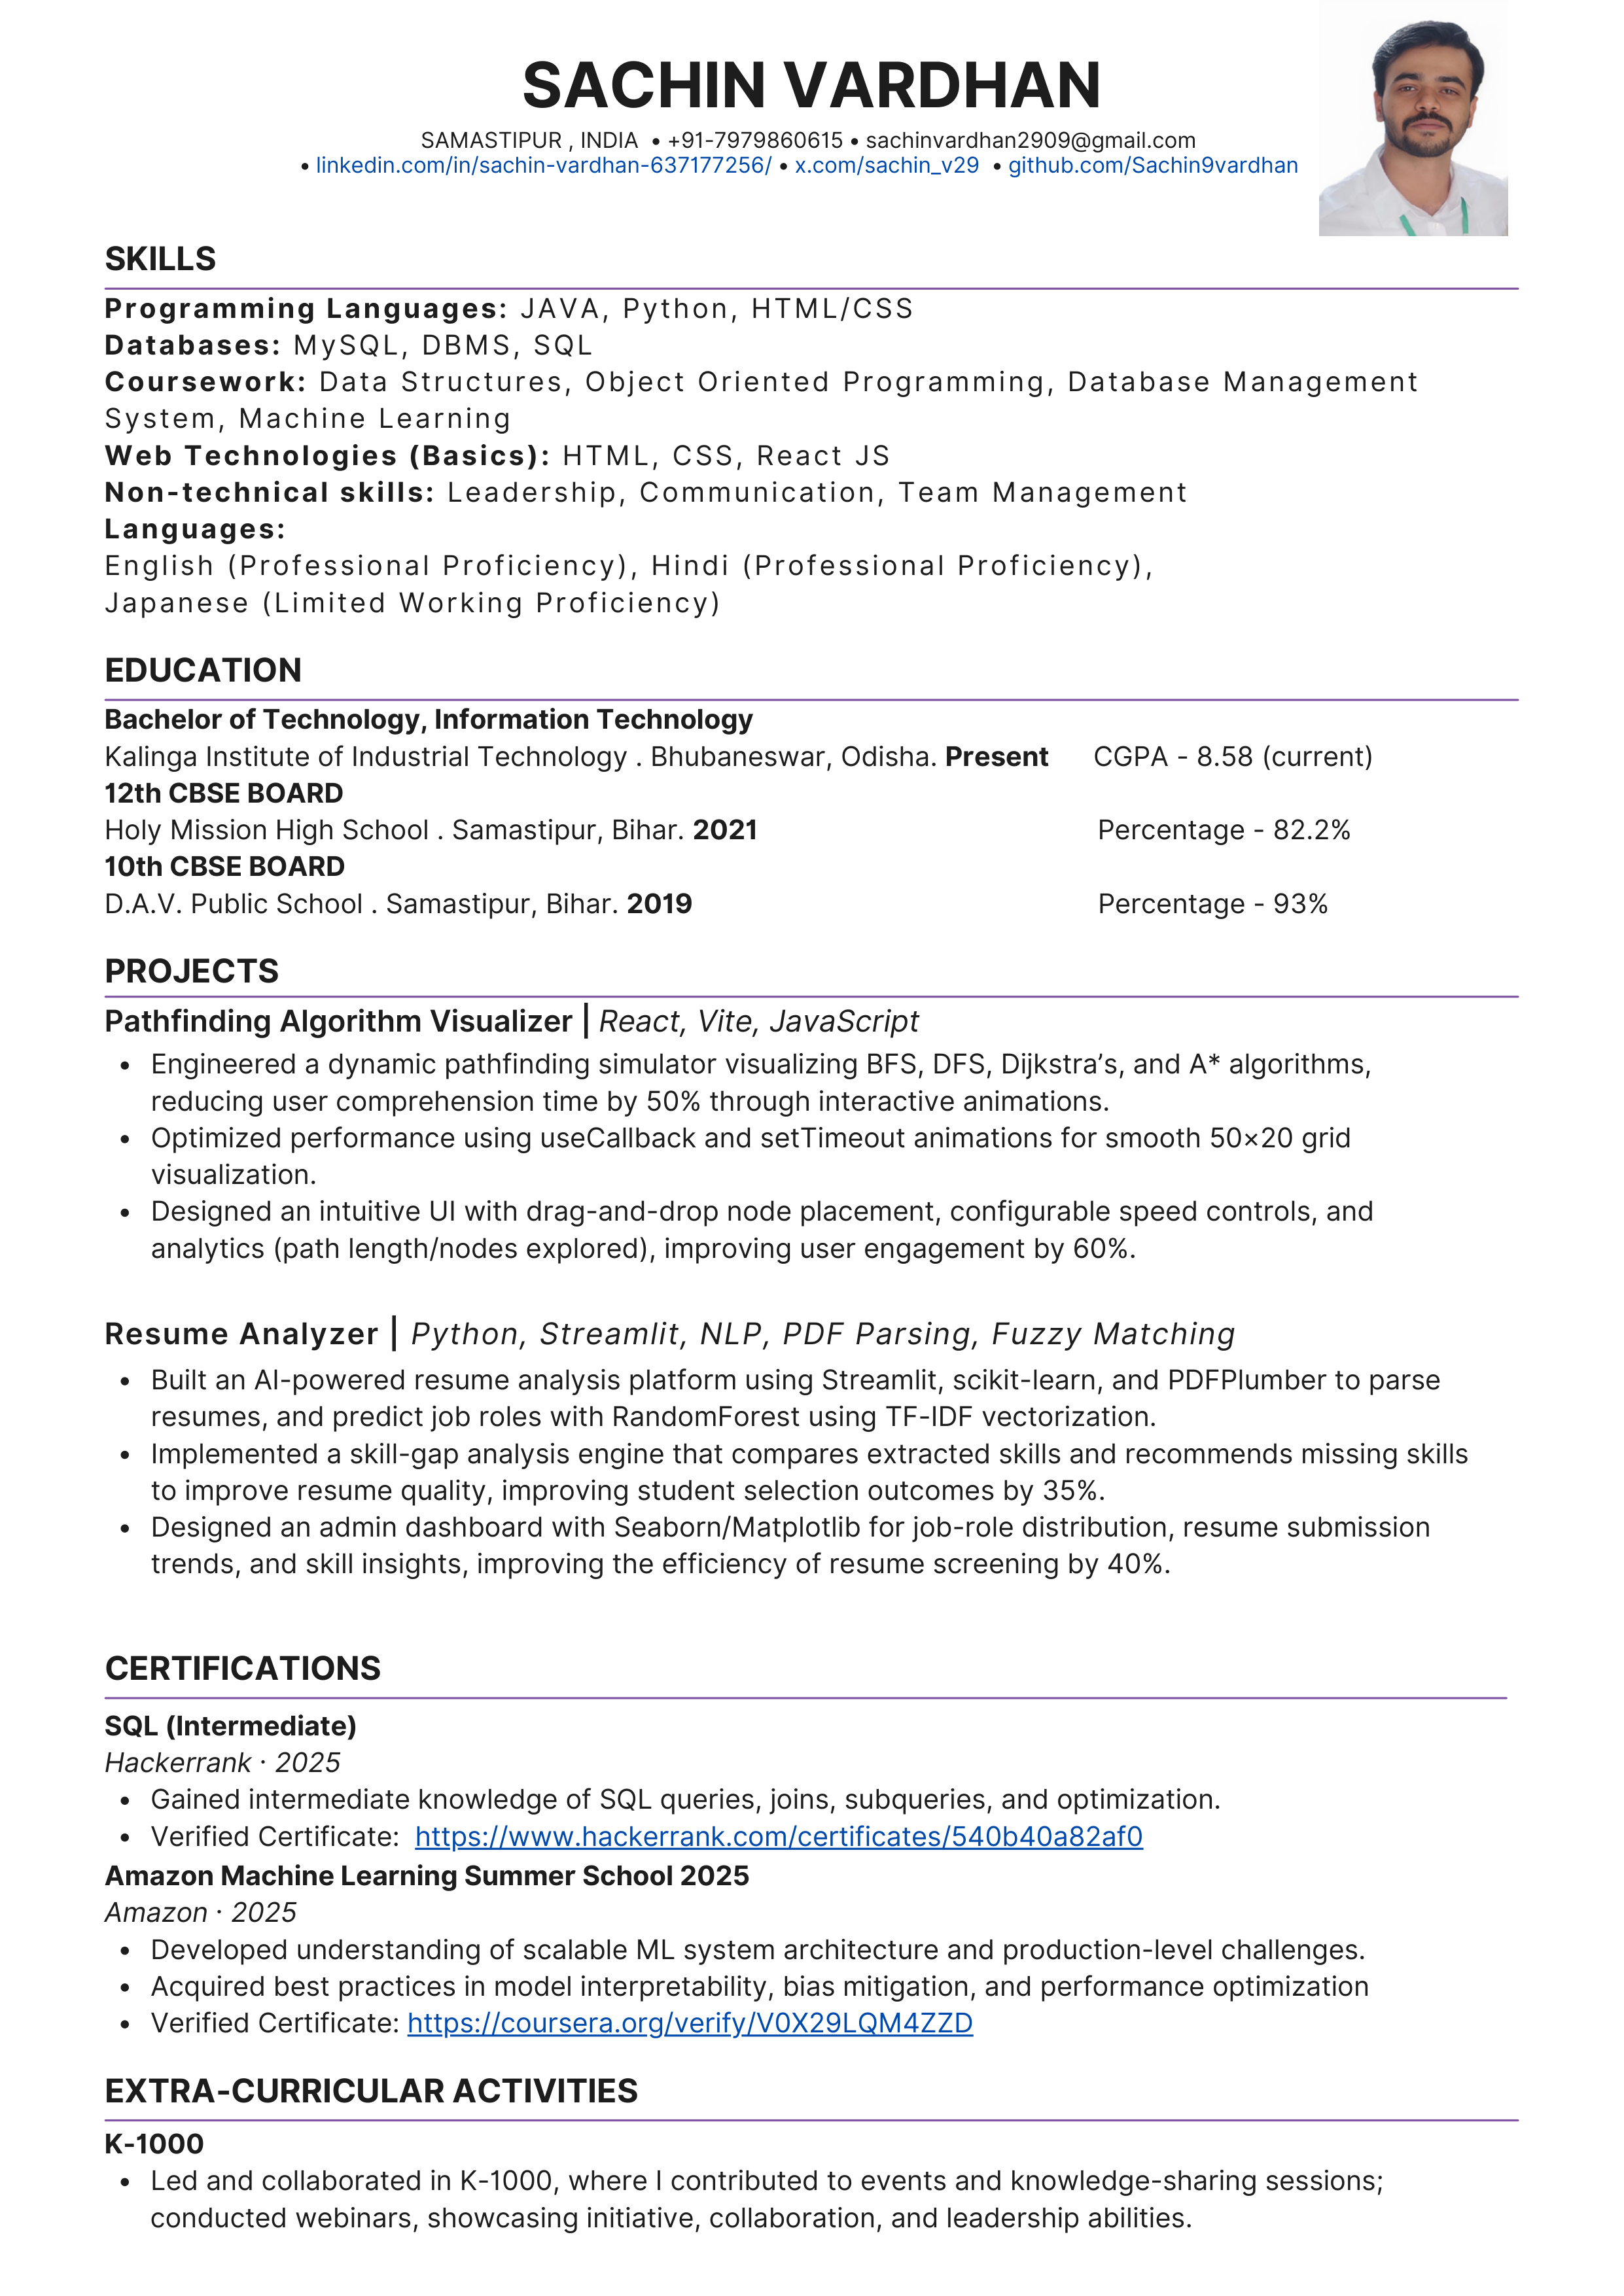 SACHIN VARDHAN
SAMASTIPUR , INDIA • +91-7979860615 • sachinvardhan2909@gmail.com
• linkedin.com/in/sachin-vardhan-637177256/ • x.com/sachin_v29 • github.com/Sachin9vardhan
SKILLS
Programming Languages: JAVA, Python, HTML/CSS
Databases: MySQL, DBMS, SQL
Coursework: Data Structures, Object Oriented Programming, Database Management
System, Machine Learning
Web Technologies (Basics): HTML, CSS, React JS
Non-technical skills: Leadership, Communication, Team Management
Languages:
English (Professional Proficiency), Hindi (Professional Proficiency),
Japanese (Limited Working Proficiency)
EDUCATION
Bachelor of Technology, Information Technology
Kalinga Institute of Industrial Technology . Bhubaneswar, Odisha. Present CGPA - 8.58 (current)
12th CBSE BOARD
Holy Mission High School . Samastipur, Bihar. 2021 Percentage - 82.2%
10th CBSE BOARD
D.A.V. Public School . Samastipur, Bihar. 2019 Percentage - 93%
PROJECTS
Pathfinding Algorithm Visualizer | React, Vite, JavaScript
• Engineered a dynamic pathfinding simulator visualizing BFS, DFS, Dijkstra’s, and A* algorithms,
reducing user comprehension time by 50% through interactive animations.
• Optimized performance using useCallback and setTimeout animations for smooth 50×20 grid
visualization.
• Designed an intuitive UI with drag-and-drop node placement, configurable speed controls, and
analytics (path length/nodes explored), improving user engagement by 60%.
Resume Analyzer | Python, Streamlit, NLP, PDF Parsing, Fuzzy Matching
• Built an AI-powered resume analysis platform using Streamlit, scikit-learn, and PDFPlumber to parse
resumes, and predict job roles with RandomForest using TF-IDF vectorization.
• Implemented a skill-gap analysis engine that compares extracted skills and recommends missing skills
to improve resume quality, improving student selection outcomes by 35%.
• Designed an admin dashboard with Seaborn/Matplotlib for job-role distribution, resume submission
trends, and skill insights, improving the efficiency of resume screening by 40%.
CERTIFICATIONS
SQL (Intermediate)
Hackerrank · 2025
• Gained intermediate knowledge of SQL queries, joins, subqueries, and optimization.
• Verified Certificate: https://www.hackerrank.com/certificates/540b40a82af0
Amazon Machine Learning Summer School 2025
Amazon · 2025
• Developed understanding of scalable ML system architecture and production-level challenges.
• Acquired best practices in model interpretability, bias mitigation, and performance optimization
• Verified Certificate: https://coursera.org/verify/V0X29LQM4ZZD
EXTRA-CURRICULAR ACTIVITIES
K-1000
• Led and collaborated in K-1000, where I contributed to events and knowledge-sharing sessions;
conducted webinars, showcasing initiative, collaboration, and leadership abilities.